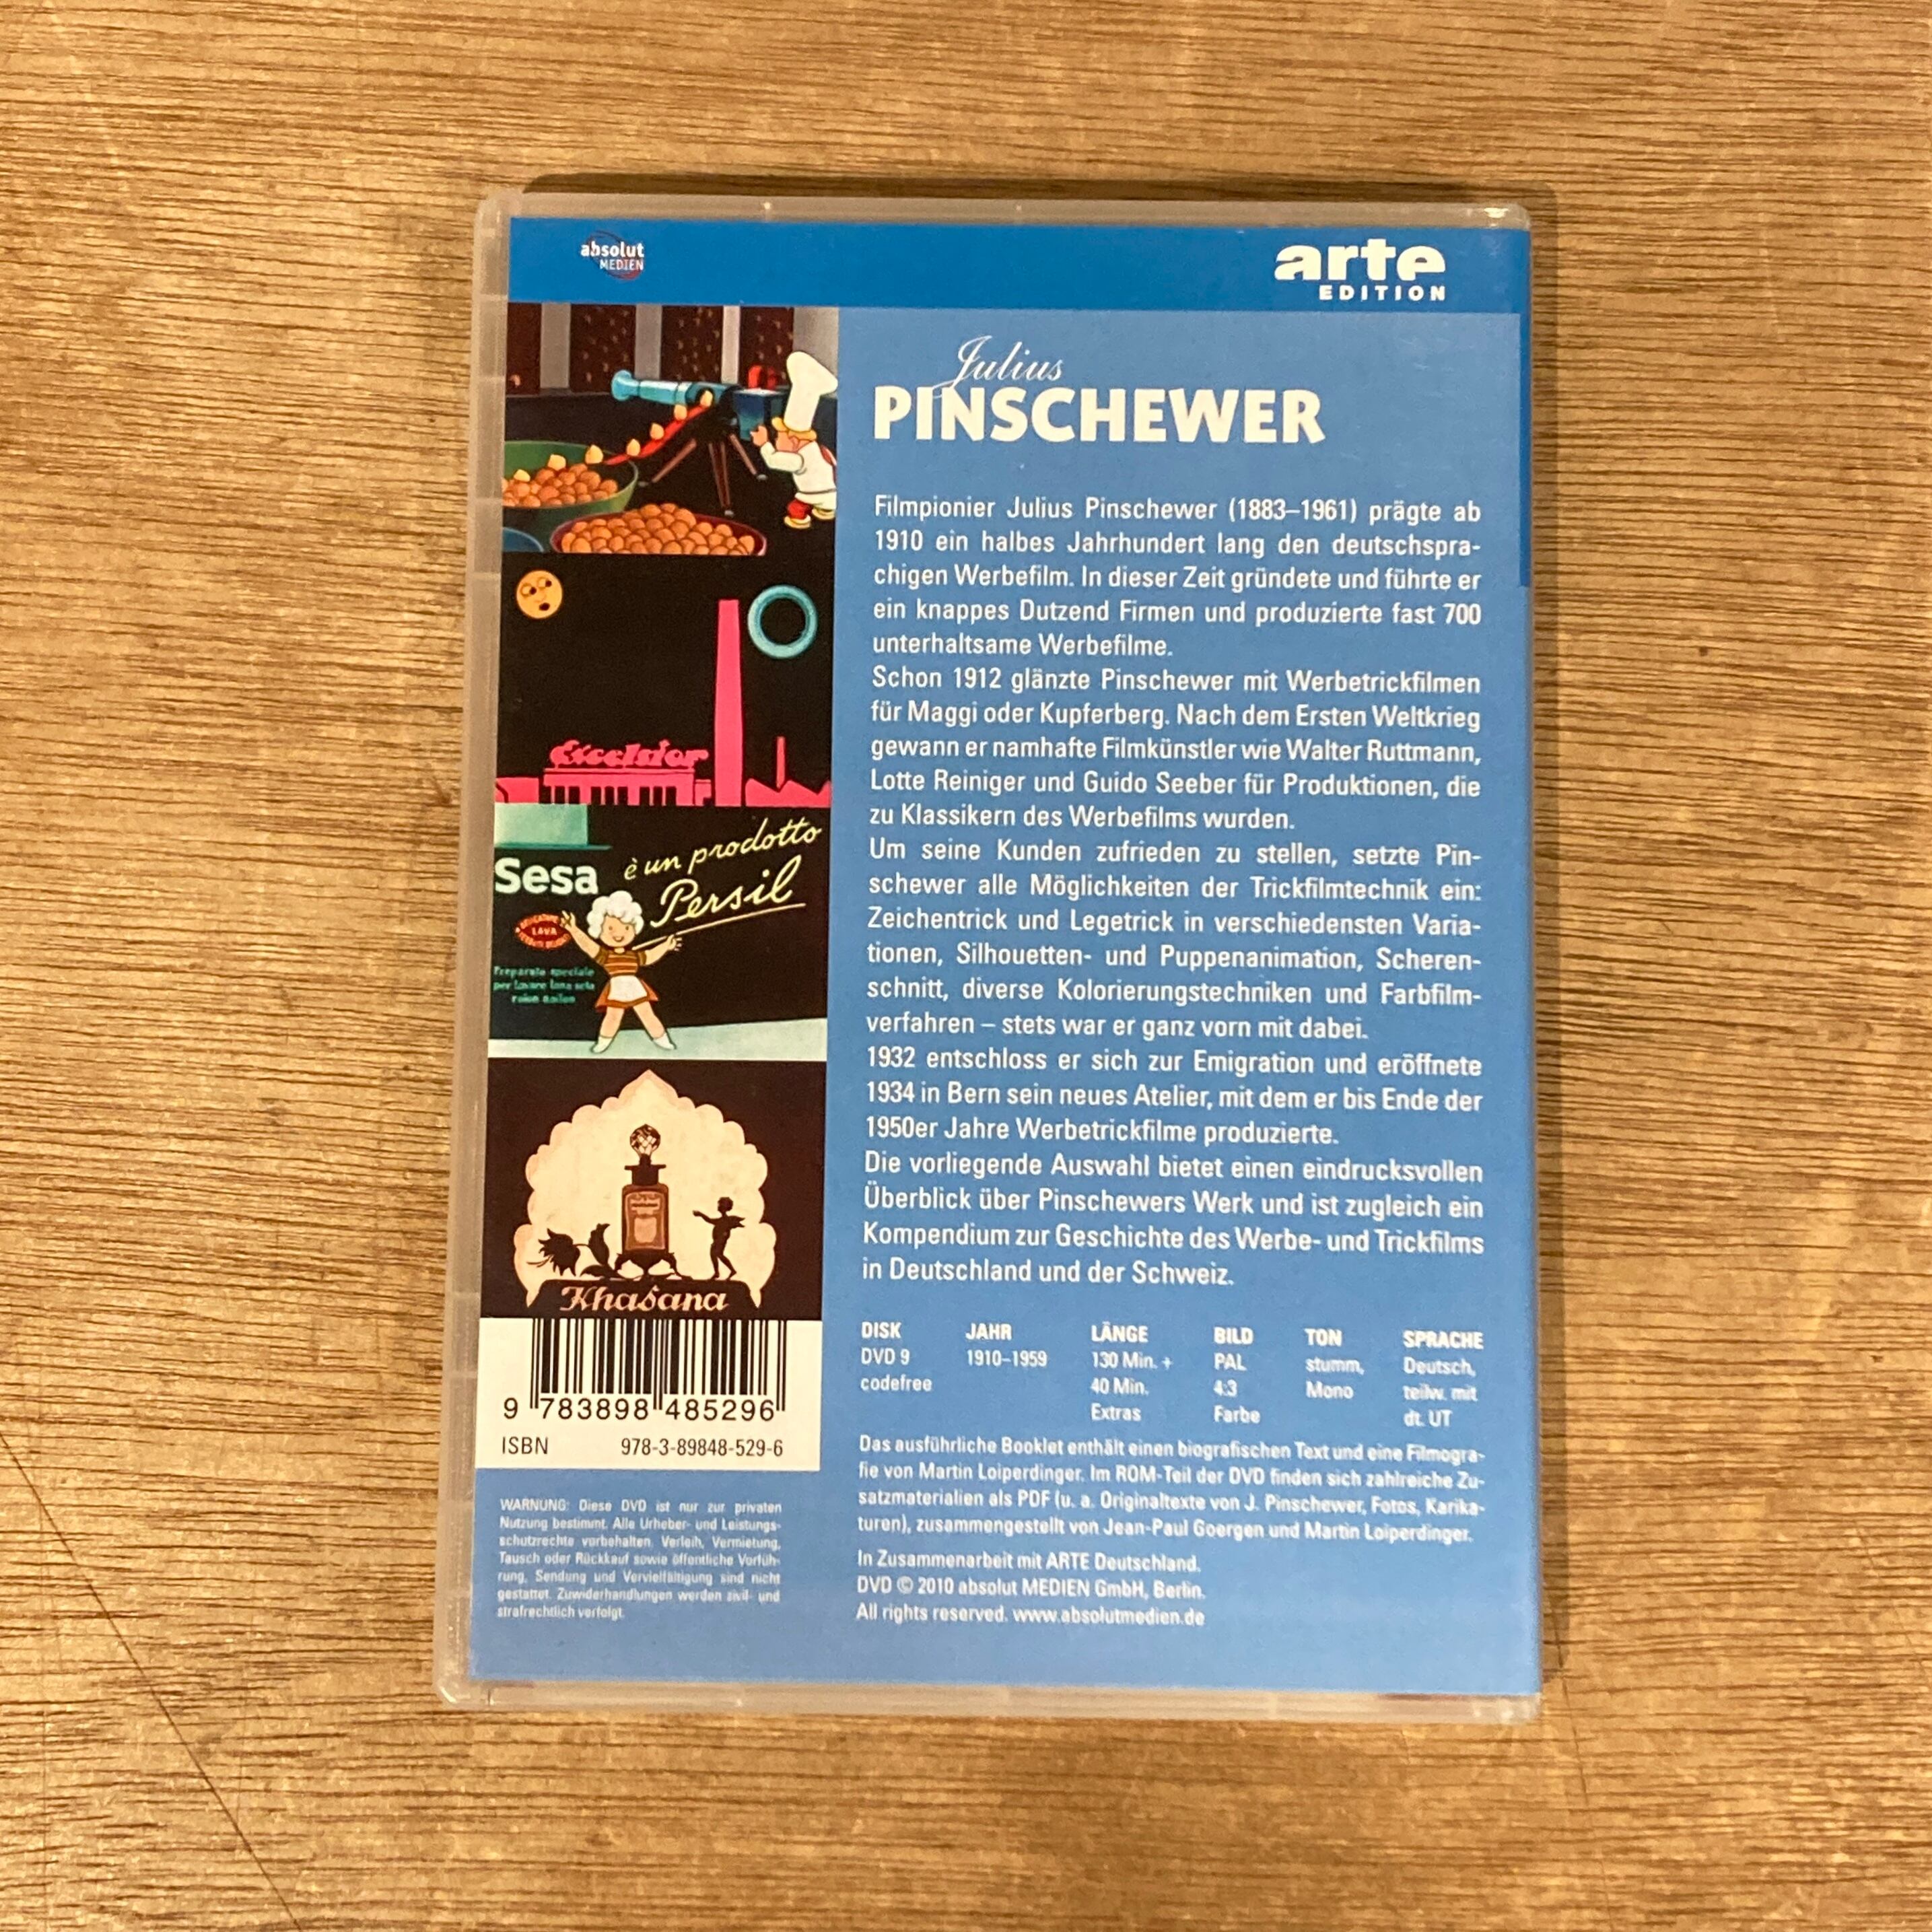 absolut
MEDIEN
arte
EDITION
Julius
PINSCHEWER
Filmpionier Julius Pinschewer (1883–1961) prägte ab
1910 ein halbes Jahrhundert lang den deutschspra-
chigen Werbefilm. In dieser Zeit gründete und führte er
ein knappes Dutzend Firmen und produzierte fast 700
unterhaltsame Werbefilme.
Schon 1912 glänzte Pinschewer mit Werbetrickfilmen
für Maggi oder Kupferberg. Nach dem Ersten Weltkrieg
gewann er namhafte Filmkünstler wie Walter Ruttmann,
Lotte Reiniger und Guido Seeber für Produktionen, die
zu Klassikern des Werbefilms wurden.
Um seine Kunden zufrieden zu stellen, setzte Pin-
schewer alle Möglichkeiten der Trickfilmtechnik ein:
Zeichentrick und Legetrick in verschiedensten Varia-
tionen, Silhouetten- und Puppenanimation, Scheren-
schnitt, diverse Kolorierungstechniken und Farbfilm-
verfahren – stets war er ganz vorn mit dabei.
1932 entschloss er sich zur Emigration und eröffnete
1934 in Bern sein neues Atelier, mit dem er bis Ende der
1950er Jahre Werbetrickfilme produzierte.
Die vorliegende Auswahl bietet einen eindrucksvollen
Überblick über Pinschewers Werk und ist zugleich ein
Kompendium zur Geschichte des Werbe- und Trickfilms
in Deutschland und der Schweiz.
DISK JAHR LÄNGE BILD TON SPRACHE
DVD 9 1910–1959 130 Min. + PAL stumm, Deutsch,
codefree 40 Min. 4:3 Mono teilw. mit
Extras Farbe dt. UT
Das ausführliche Booklet enthält einen biografischen Text und eine Filmogra-
fie von Martin Loiperdinger. Im ROM-Teil der DVD finden sich zahlreiche Zu-
satzmaterialien als PDF (u. a. Originaltexte von J. Pinschewer, Fotos, Karika-
turen), zusammengestellt von Jean-Paul Goergen und Martin Loiperdinger.
In Zusammenarbeit mit ARTE Deutschland.
DVD © 2010 absolut MEDIEN GmbH, Berlin.
All rights reserved. www.absolutmedien.de
Excelsior
Sesa
è un prodotto
Persil
LAVA
Preparato speciale
per lavare lana seta
Khasana
9 783898 485296
ISBN 978-3-89848-529-6
WARNUNG: Diese DVD ist nur zur privaten
Nutzung bestimmt. Alle Urheber- und Leistungs-
schutzrechte vorbehalten. Verleih, Vermietung,
Tausch oder Rückkauf sowie öffentliche Vorfüh-
rung, Sendung und Vervielfältigung sind nicht
gestattet. Zuwiderhandlungen werden zivil- und
strafrechtlich verfolgt.